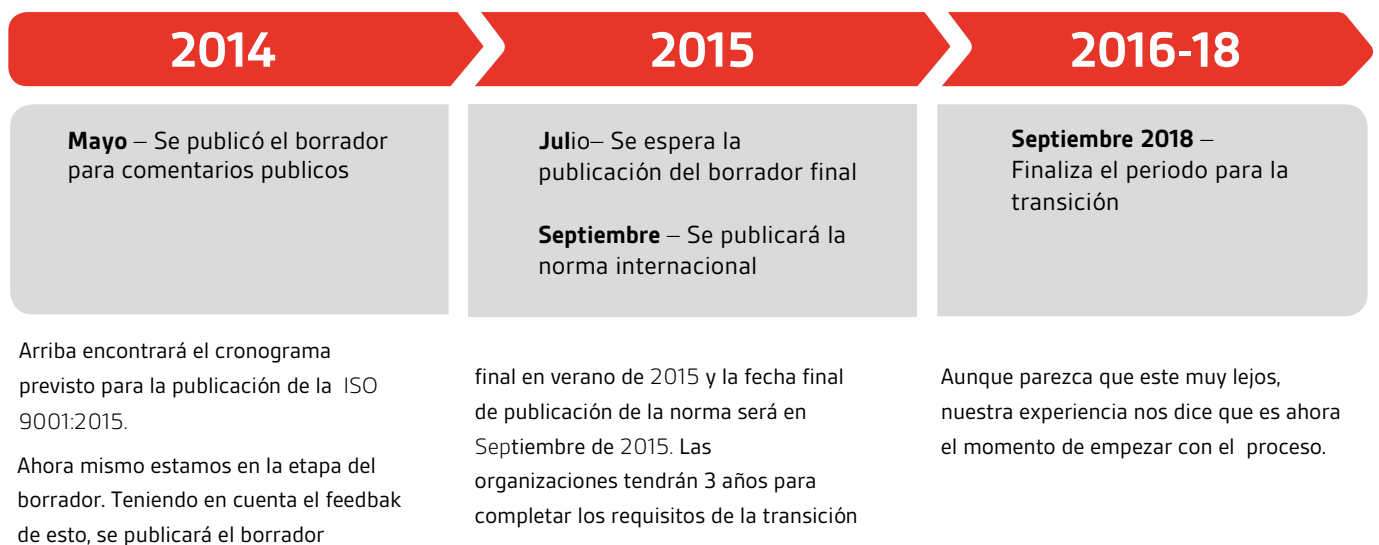 2014
2015
2016-18
Mayo – Se publicó el borrador
para comentarios publicos
Julio– Se espera la
publicación del borrador final
Septiembre – Se publicará la
norma internacional
Septiembre 2018 –
Finaliza el periodo para la
transición
Arriba encontrará el cronograma
previsto para la publicación de la ISO
9001:2015.
Ahora mismo estamos en la etapa del
borrador. Teniendo en cuenta el feedbak
de esto, se publicará el borrador
final en verano de 2015 y la fecha final
de publicación de la norma será en
Septiembre de 2015. Las
organizaciones tendrán 3 años para
completar los requisitos de la transición
Aunque parezca que este muy lejos,
nuestra experiencia nos dice que es ahora
el momento de empezar con el proceso.